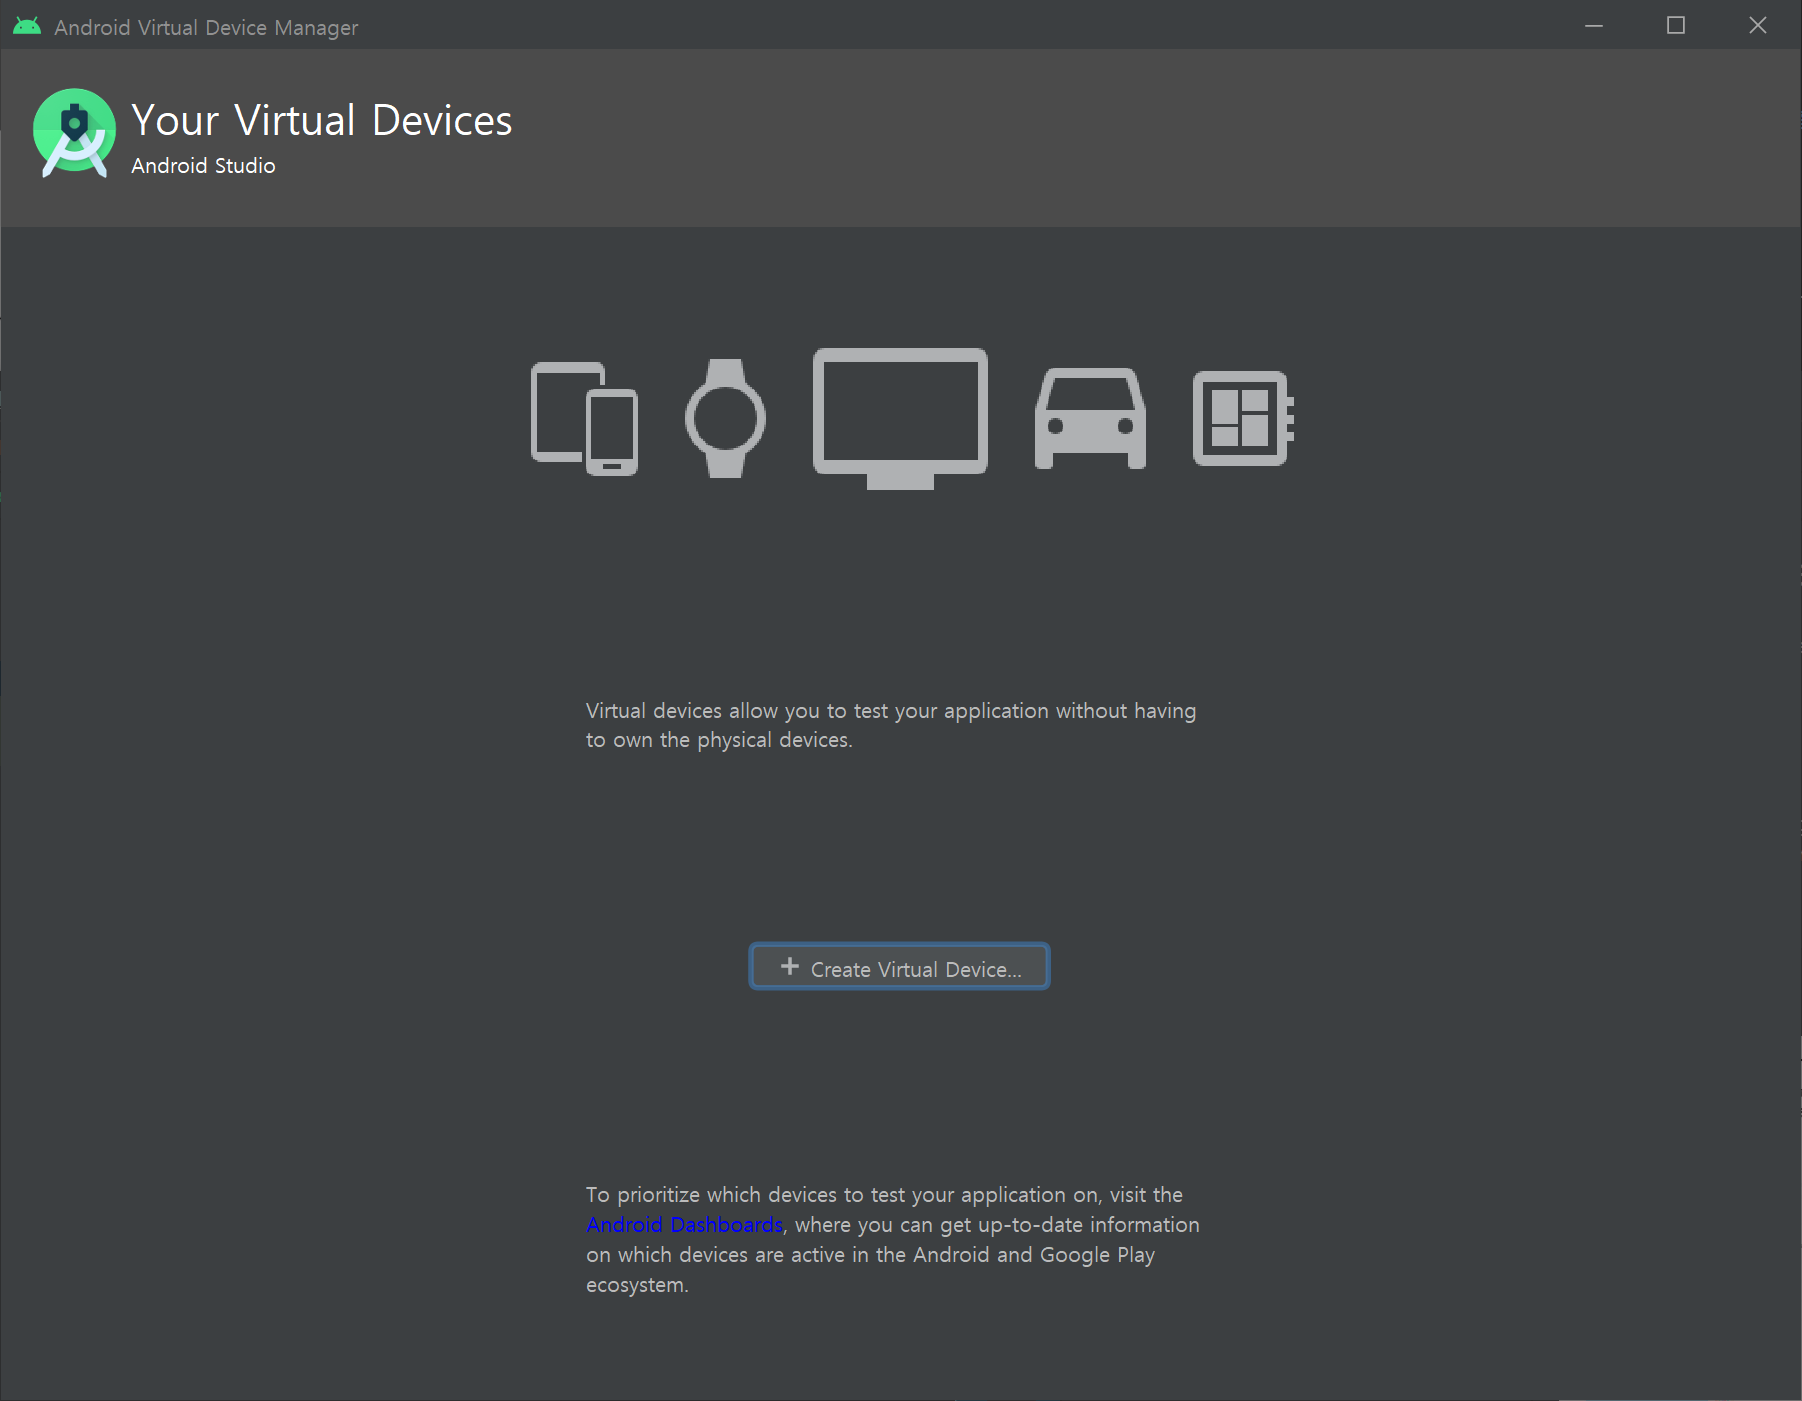 Android Virtual Device Manager
Your Virtual Devices
Android Studio
Virtual devices allow you to test your application without having
to own the physical devices.
+ Create Virtual Device...
To prioritize which devices to test your application on, visit the
Android Dashboards, where you can get up-to-date information
on which devices are active in the Android and Google Play
ecosystem.